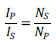 I_P/I_S = N_S/N_P